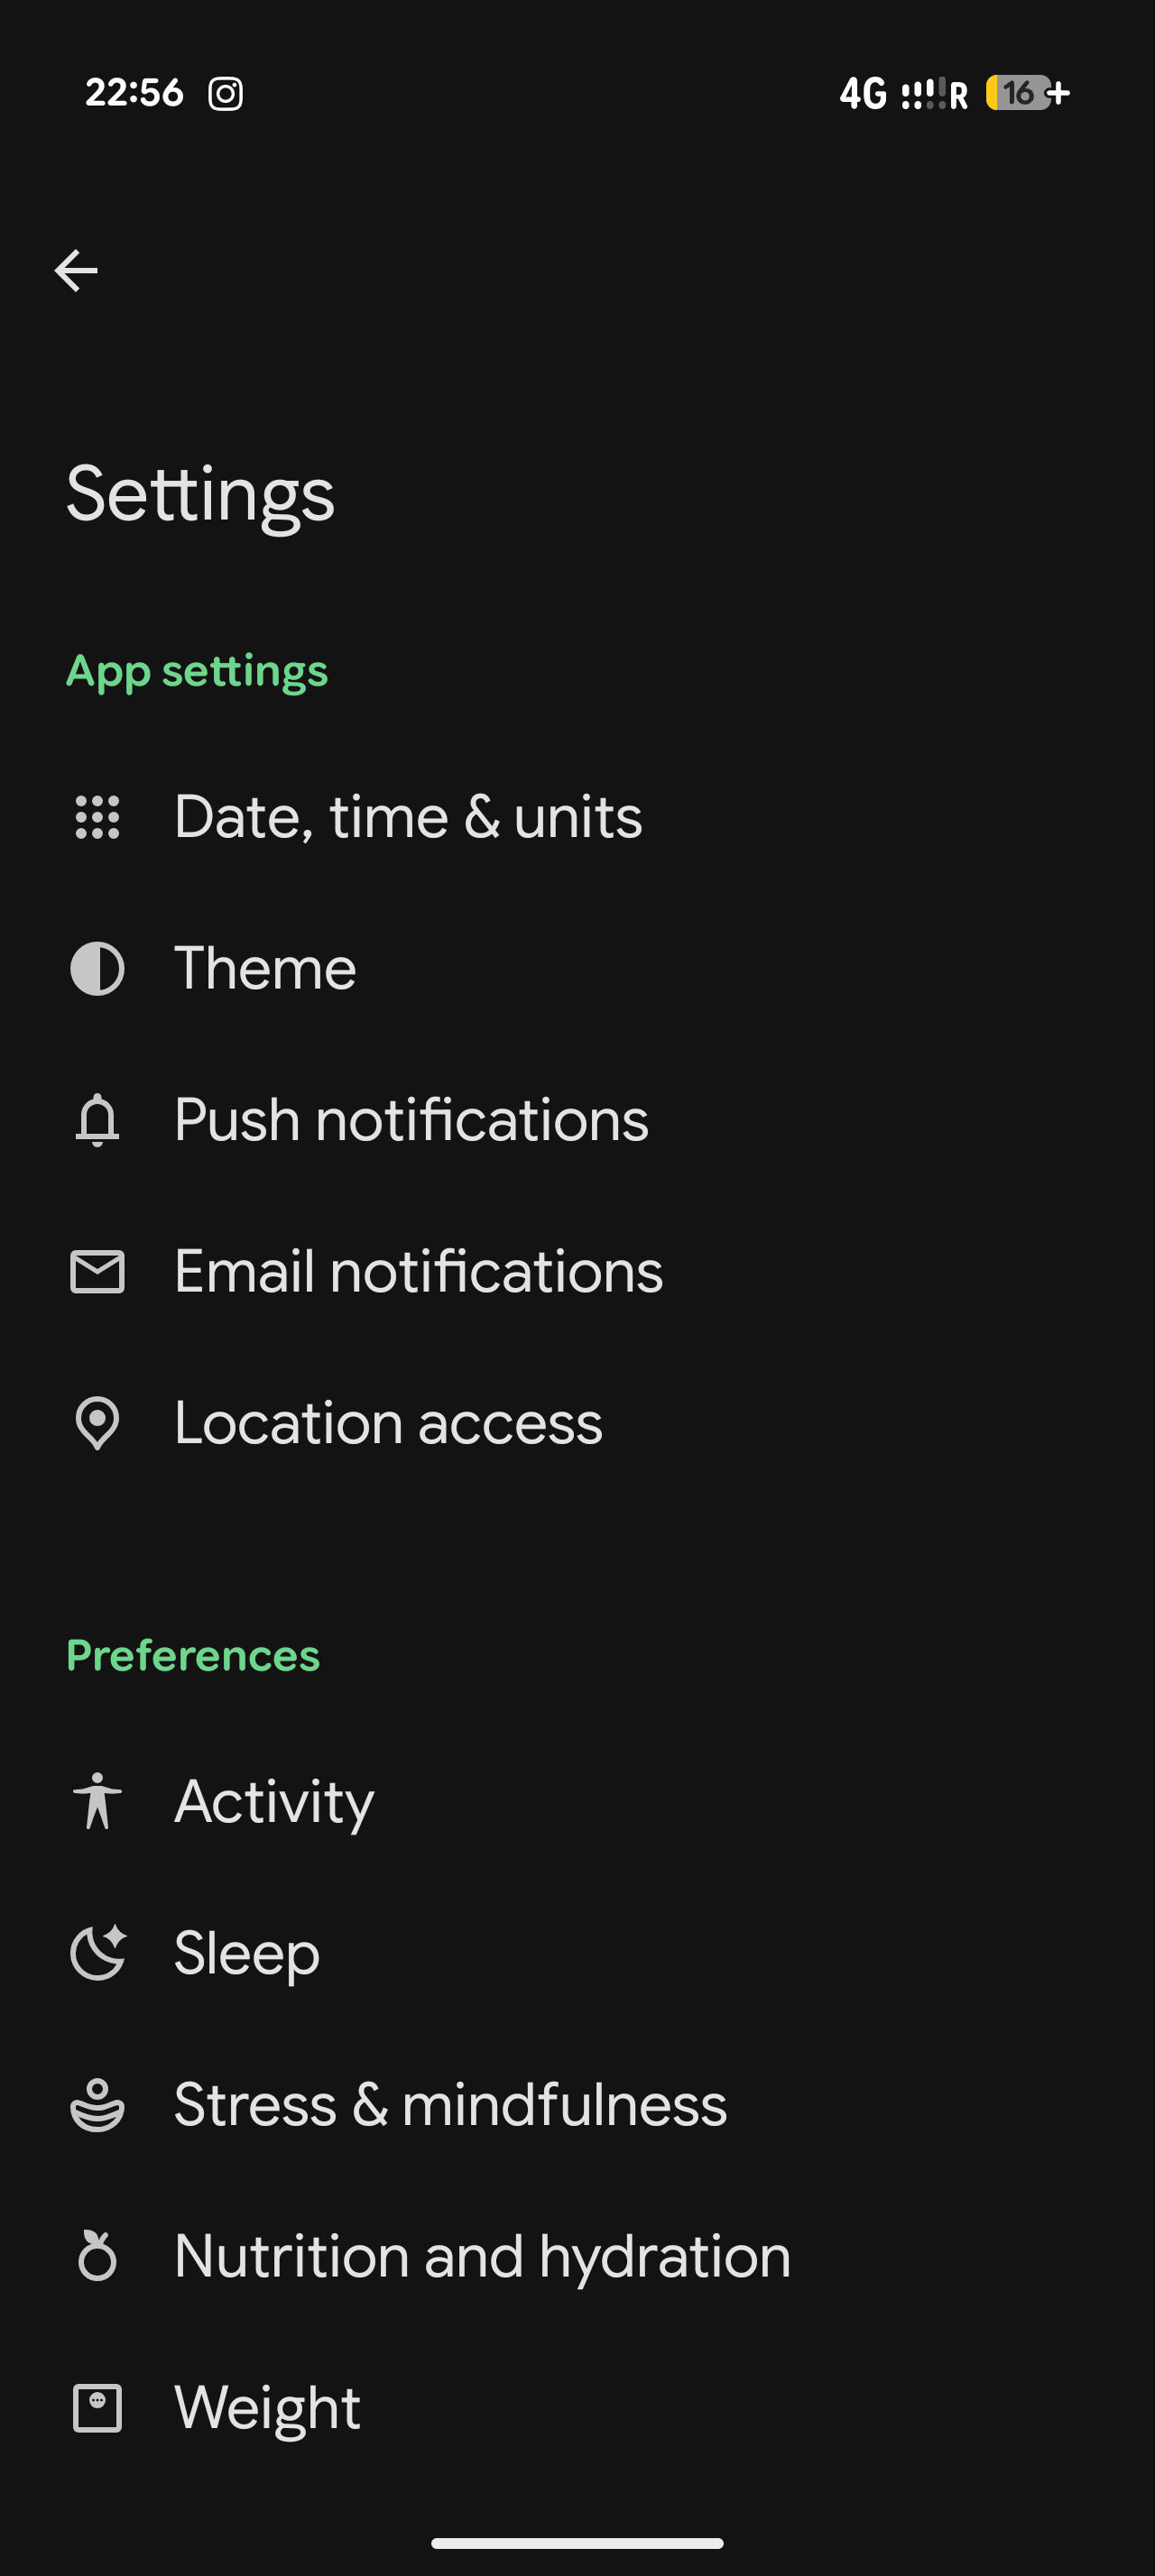 22:56 4G R 16
Settings
App settings
Date, time & units
Theme
Push notifications
Email notifications
Location access
Preferences
Activity
Sleep
Stress & mindfulness
Nutrition and hydration
Weight